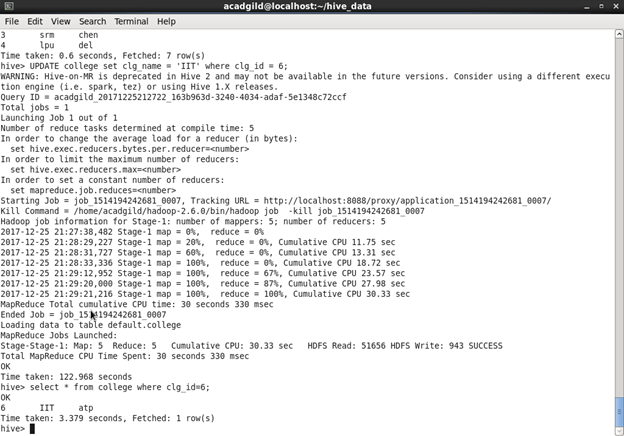 acadgild@localhost:~/hive_data
File Edit View Search Terminal Help
3 srm chen
4 lpu del
Time taken: 0.6 seconds, Fetched: 7 row(s)
hive> UPDATE college set clg_name = 'IIT' where clg_id = 6;
WARNING: Hive-on-MR is deprecated in Hive 2 and may not be available in the future versions. Consider using a different execu
tion engine (i.e. spark, tez) or using Hive 1.X releases.
Query ID = acadgild_20171225212722_163b963d-3240-4034-adaf-5e1348c72ccf
Total jobs = 1
Launching Job 1 out of 1
Number of reduce tasks determined at compile time: 5
In order to change the average load for a reducer (in bytes):
set hive.exec.reducers.bytes.per.reducer=<number>
In order to limit the maximum number of reducers:
set hive.exec.reducers.max=<number>
In order to set a constant number of reducers:
set mapreduce.job.reduces=<number>
Starting Job = job_1514194242681_0007, Tracking URL = http://localhost:8088/proxy/application_1514194242681_0007/
Kill Command = /home/acadgild/hadoop-2.6.0/bin/hadoop job -kill job_1514194242681_0007
Hadoop job information for Stage-1: number of mappers: 5; number of reducers: 5
2017-12-25 21:27:38,482 Stage-1 map = 0%, reduce = 0%
2017-12-25 21:28:29,227 Stage-1 map = 20%, reduce = 0%, Cumulative CPU 11.75 sec
2017-12-25 21:28:31,727 Stage-1 map = 60%, reduce = 0%, Cumulative CPU 13.31 sec
2017-12-25 21:28:33,336 Stage-1 map = 100%, reduce = 0%, Cumulative CPU 18.72 sec
2017-12-25 21:29:12,952 Stage-1 map = 100%, reduce = 67%, Cumulative CPU 23.57 sec
2017-12-25 21:29:20,000 Stage-1 map = 100%, reduce = 87%, Cumulative CPU 27.98 sec
2017-12-25 21:29:21,216 Stage-1 map = 100%, reduce = 100%, Cumulative CPU 30.33 sec
MapReduce Total cumulative CPU time: 30 seconds 330 msec
Ended Job = job_1514194242681_0007
Loading data to table default.college
MapReduce Jobs Launched:
Stage-Stage-1: Map: 5 Reduce: 5 Cumulative CPU: 30.33 sec HDFS Read: 51656 HDFS Write: 943 SUCCESS
Total MapReduce CPU Time Spent: 30 seconds 330 msec
OK
Time taken: 122.968 seconds
hive> select * from college where clg_id=6;
OK
6 IIT atp
Time taken: 3.379 seconds, Fetched: 1 row(s)
hive>